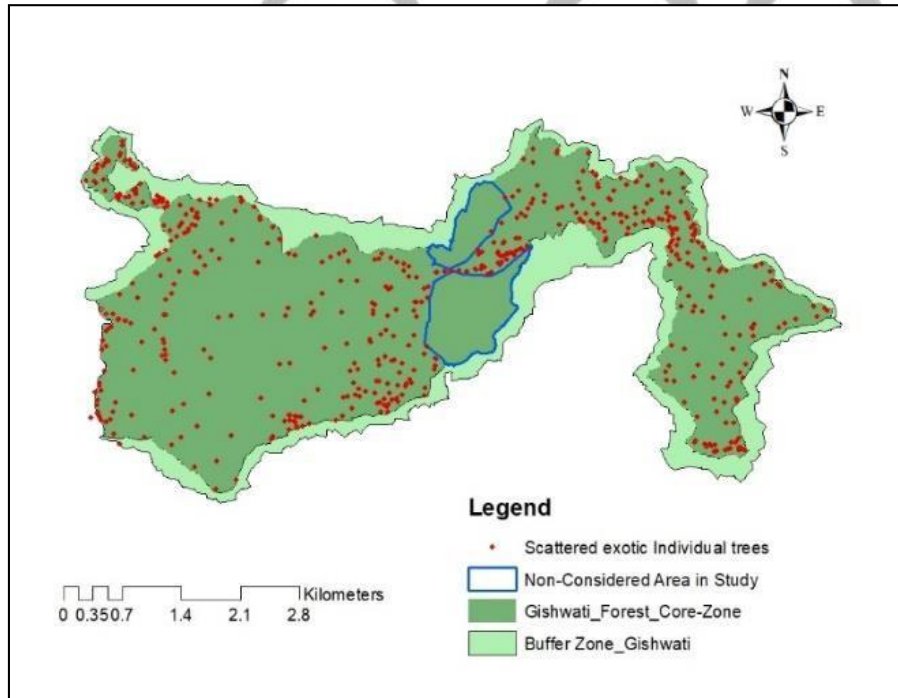 N
W E
S
Legend
Scattered exotic Individual trees
Non-Considered Area in Study
Gishwati_Forest_Core-Zone
Buffer Zone_Gishwati
Kilometers
0 0.350.7 1.4 2.1 2.8